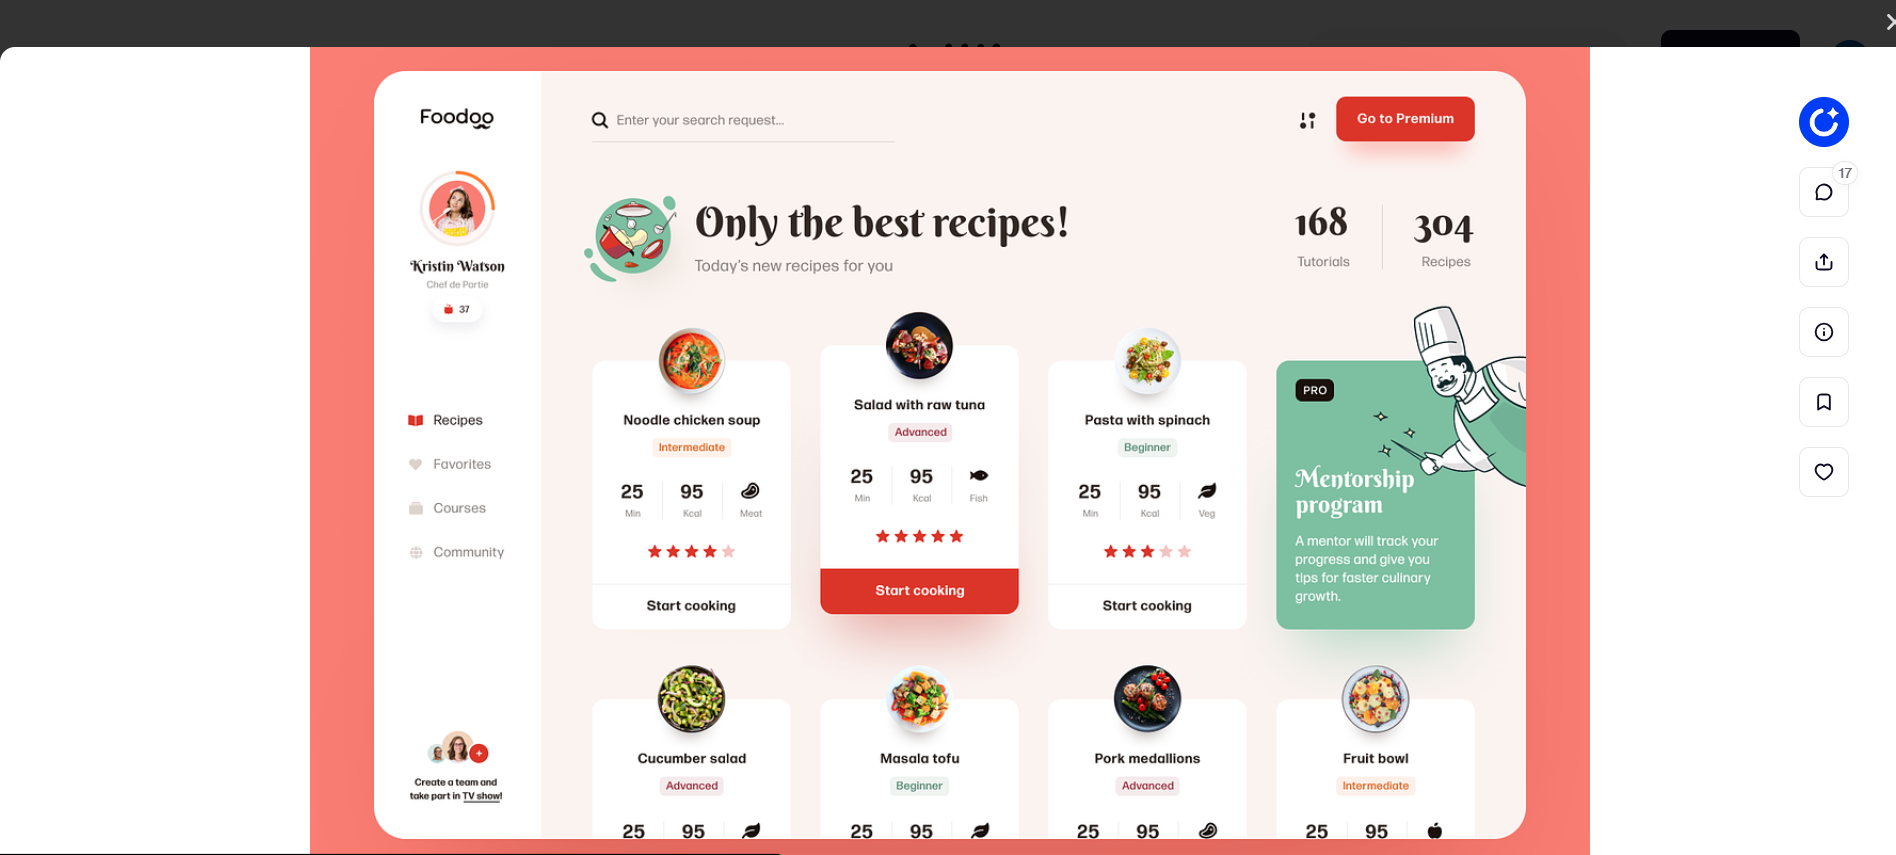 17
Foodoo
Enter your search request...
Go to Premium
Kristin Watson
Chef de Partie
37
Only the best recipes!
Today's new recipes for you
168
Tutorials
304
Recipes
Recipes
Favorites
Courses
Community
Noodle chicken soup
Intermediate
25 95
Min Kcal Meat
Start cooking
Salad with raw tuna
Advanced
25 95
Min Kcal Fish
Start cooking
Pasta with spinach
Beginner
25 95
Min Kcal Veg
Start cooking
PRO
Mentorship
program
A mentor will track your
progress and give you
tips for faster culinary
growth.
Create a team and
take part in TV show!
Cucumber salad
Advanced
25 95
Masala tofu
Beginner
25 95
Pork medallions
Advanced
25 95
Fruit bowl
Intermediate
25 95